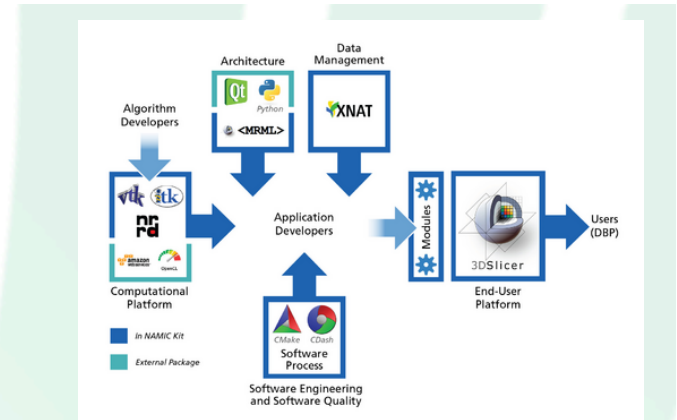 Data
Management
Architecture
Qt
Python
<MRML>
XNAT
Algorithm
Developers
vtk
itk
nrrd
amazon
OpenCL
Computational
Platform
Application
Developers
Modules
3DSlicer
End-User
Platform
Users
(DBP)
In NAMIC Kit
External Package
CMake
CDash
Software
Process
Software Engineering
and Software Quality